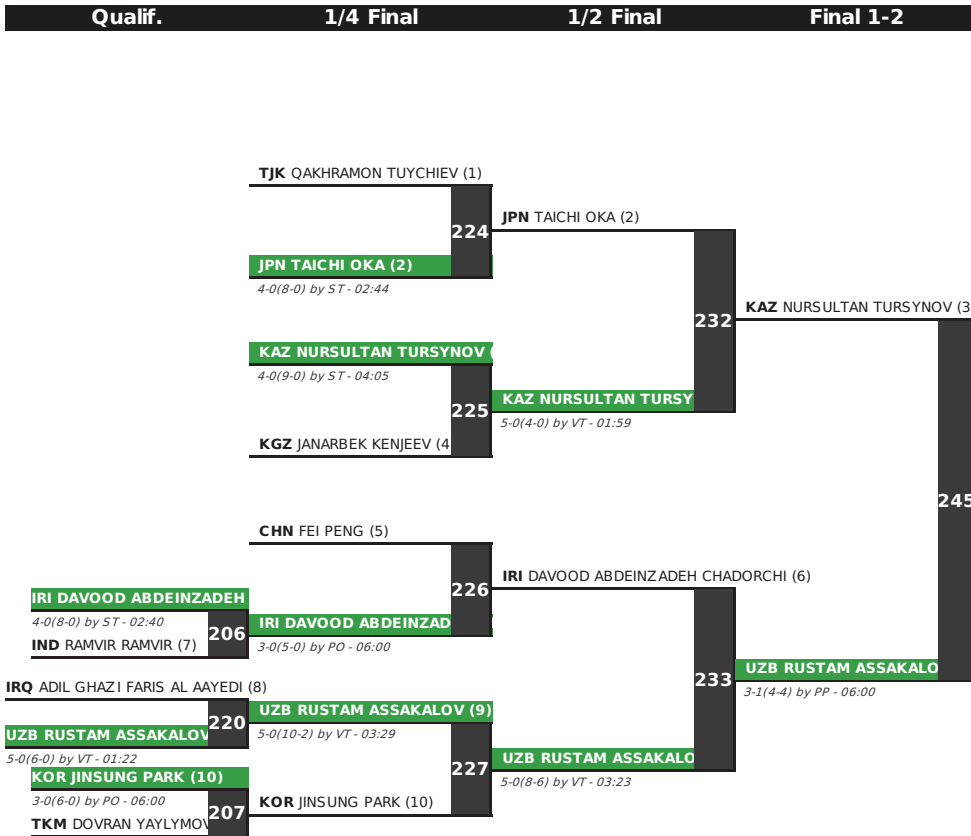 Qualif. 1/4 Final 1/2 Final Final 1-2
TJK QAKHRAMON TUYCHIEV (1)
224
JPN TAICHI OKA (2)
JPN TAICHI OKA (2)
4-0(8-0) by ST - 02:44
232
KAZ NURSULTAN TURSYNOV (3
KAZ NURSULTAN TURSYNOV (
4-0(9-0) by ST - 04:05
225
KAZ NURSULTAN TURSY
5-0(4-0) by VT - 01:59
KGZ JANARBEK KENJEEV (4
245
CHN FEI PENG (5)
226
IRI DAVOOD ABDEINZADEH CHADORCHI (6)
IRI DAVOOD ABDEINZADEH
4-0(8-0) by ST - 02:40
206
IND RAMVIR RAMVIR (7)
IRI DAVOOD ABDEINZAD
3-0(5-0) by PO - 06:00
233
UZB RUSTAM ASSAKALO
3-1(4-4) by PP - 06:00
IRQ ADIL GHAZI FARIS AL AAYEDI (8)
220
UZB RUSTAM ASSAKALOV
5-0(6-0) by VT - 01:22
UZB RUSTAM ASSAKALOV (9)
5-0(10-2) by VT - 03:29
227
UZB RUSTAM ASSAKALO
5-0(8-6) by VT - 03:23
KOR JINSUNG PARK (10)
3-0(6-0) by PO - 06:00
207
KOR JINSUNG PARK (10)
TKM DOVRAN YAYLYMOV